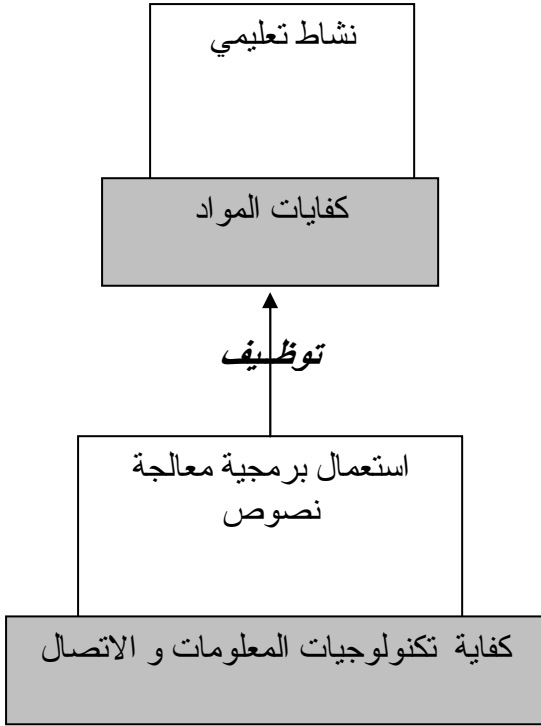 نشاط تعليمي
كفايات المواد
توظيف
استعمال برمجية معالجة
نصوص
كفاية تكنولوجيات المعلومات و الاتصال